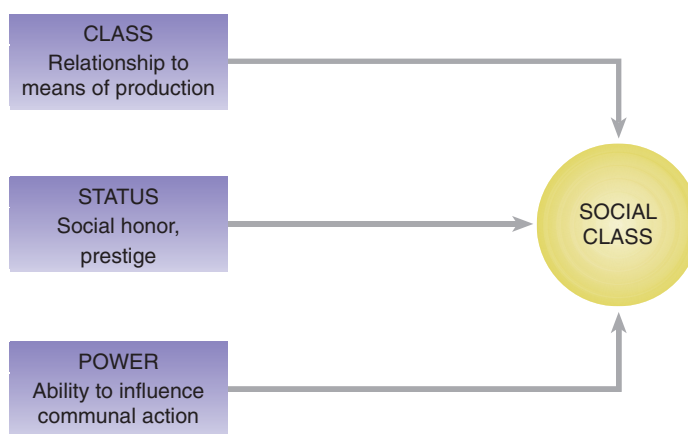 CLASS
Relationship to
means of production
STATUS
Social honor,
prestige
SOCIAL
CLASS
POWER
Ability to influence
communal action